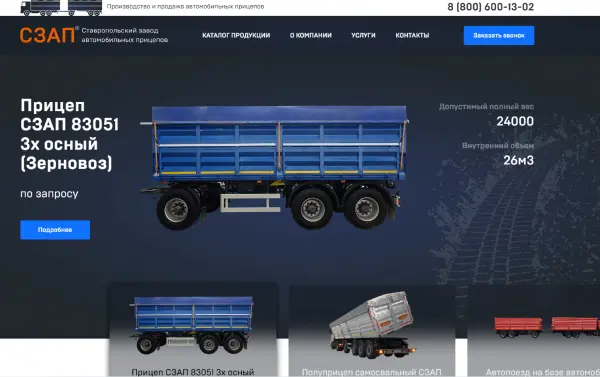 Производство и продажа автомобильных прицепов
8 (800) 600-13-02
СЗАП®
Ставропольский завод
автомобильных прицепов
КАТАЛОГ ПРОДУКЦИИ
О КОМПАНИИ
УСЛУГИ
КОНТАКТЫ
Заказать звонок
Прицеп
СЗАП 83051
3х осный
(Зерновоз)
по запросу
Подробнее
Допустимый полный вес
24000
Внутренний объем
26м3
Прицеп СЗАП 83051 3х осный
Полуприцеп самосвальный СЗАП
Автопоезд на базе автомоб